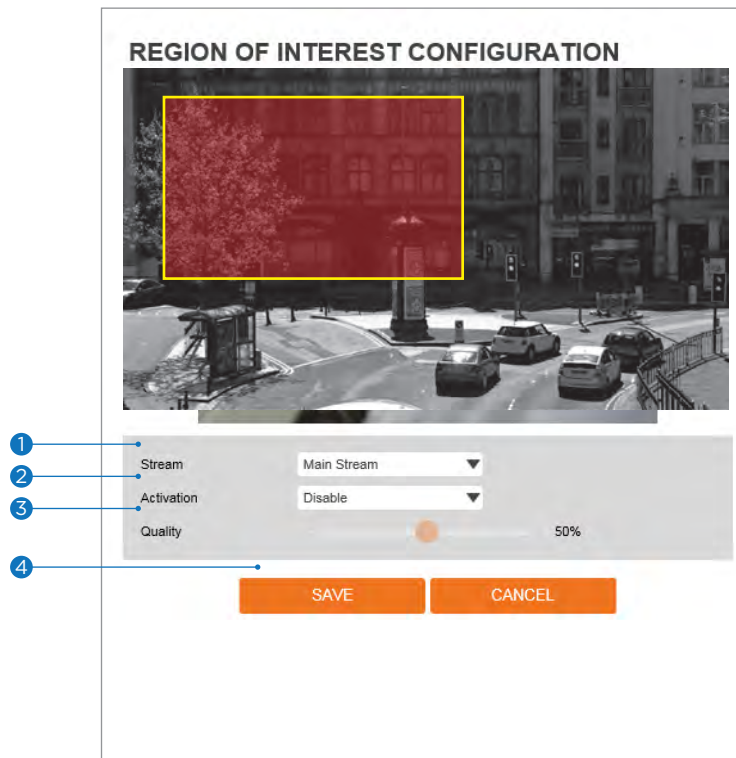 REGION OF INTEREST CONFIGURATION
1
Stream Main Stream
2
Activation Disable
3
Quality 50%
4
SAVE CANCEL